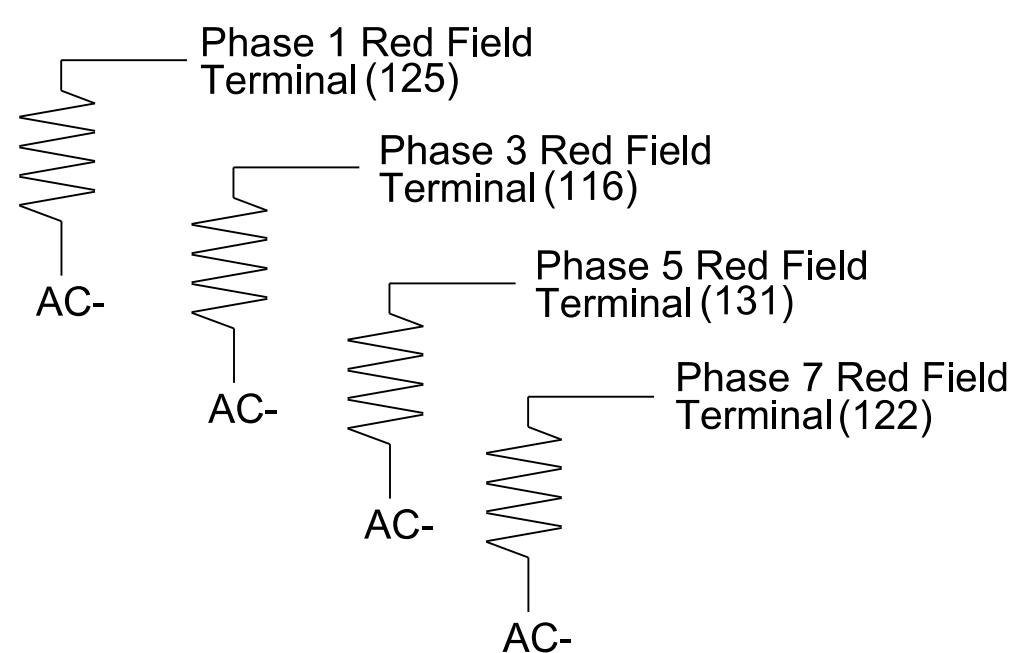 Phase 1 Red Field
Terminal (125)
AC-
Phase 3 Red Field
Terminal (116)
AC-
Phase 5 Red Field
Terminal (131)
AC-
Phase 7 Red Field
Terminal (122)
AC-